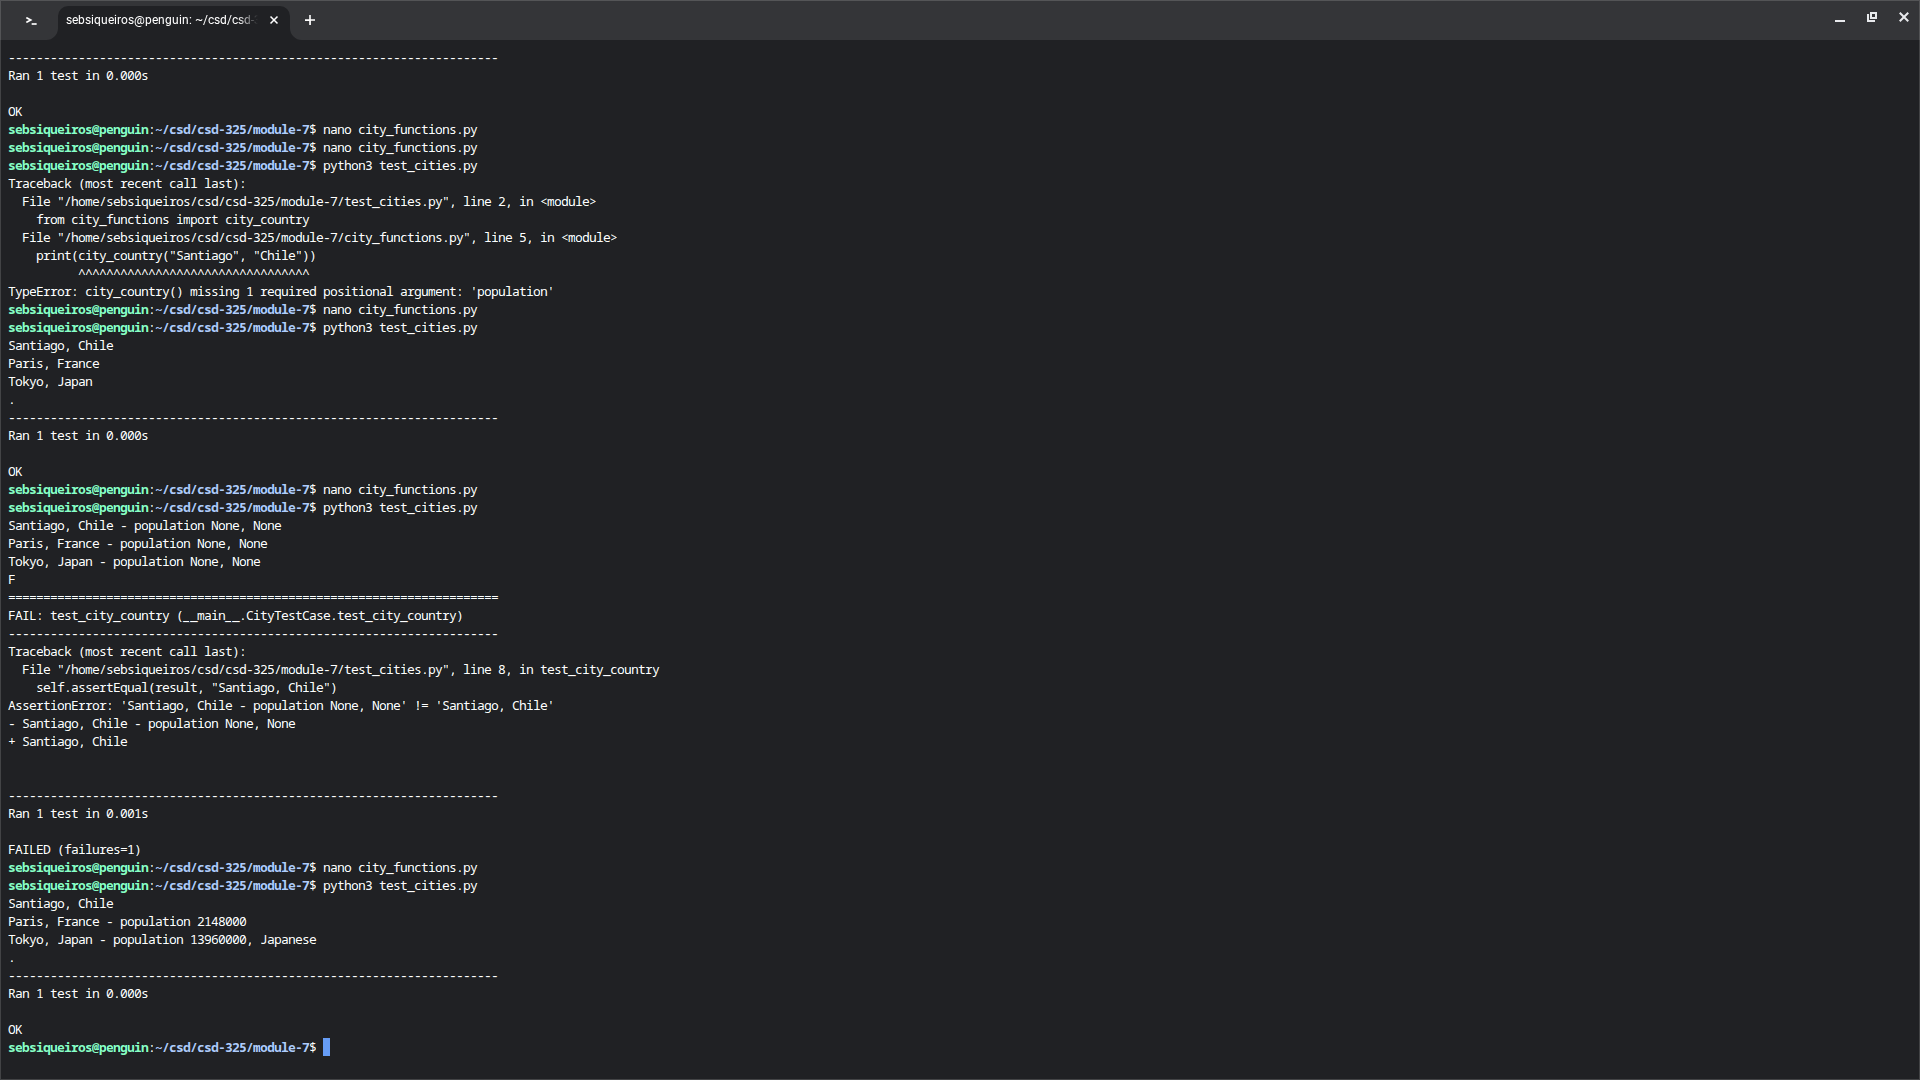 sebsiqueiros@penguin: ~/csd/csd-
----------------------------------------------------------------------
Ran 1 test in 0.000s
OK
sebsiqueiros@penguin:~/csd/csd-325/module-7$ nano city_functions.py
sebsiqueiros@penguin:~/csd/csd-325/module-7$ nano city_functions.py
sebsiqueiros@penguin:~/csd/csd-325/module-7$ python3 test_cities.py
Traceback (most recent call last):
  File "/home/sebsiqueiros/csd/csd-325/module-7/test_cities.py", line 2, in <module>
    from city_functions import city_country
  File "/home/sebsiqueiros/csd/csd-325/module-7/city_functions.py", line 5, in <module>
    print(city_country("Santiago", "Chile"))
          ^^^^^^^^^^^^^^^^^^^^^^^^^^^^^^^^^
TypeError: city_country() missing 1 required positional argument: 'population'
sebsiqueiros@penguin:~/csd/csd-325/module-7$ nano city_functions.py
sebsiqueiros@penguin:~/csd/csd-325/module-7$ python3 test_cities.py
Santiago, Chile
Paris, France
Tokyo, Japan
.
----------------------------------------------------------------------
Ran 1 test in 0.000s
OK
sebsiqueiros@penguin:~/csd/csd-325/module-7$ nano city_functions.py
sebsiqueiros@penguin:~/csd/csd-325/module-7$ python3 test_cities.py
Santiago, Chile - population None, None
Paris, France - population None, None
Tokyo, Japan - population None, None
F
======================================================================
FAIL: test_city_country (__main__.CityTestCase.test_city_country)
----------------------------------------------------------------------
Traceback (most recent call last):
  File "/home/sebsiqueiros/csd/csd-325/module-7/test_cities.py", line 8, in test_city_country
    self.assertEqual(result, "Santiago, Chile")
AssertionError: 'Santiago, Chile - population None, None' != 'Santiago, Chile'
- Santiago, Chile - population None, None
+ Santiago, Chile
----------------------------------------------------------------------
Ran 1 test in 0.001s
FAILED (failures=1)
sebsiqueiros@penguin:~/csd/csd-325/module-7$ nano city_functions.py
sebsiqueiros@penguin:~/csd/csd-325/module-7$ python3 test_cities.py
Santiago, Chile
Paris, France - population 2148000
Tokyo, Japan - population 13960000, Japanese
.
----------------------------------------------------------------------
Ran 1 test in 0.000s
OK
sebsiqueiros@penguin:~/csd/csd-325/module-7$